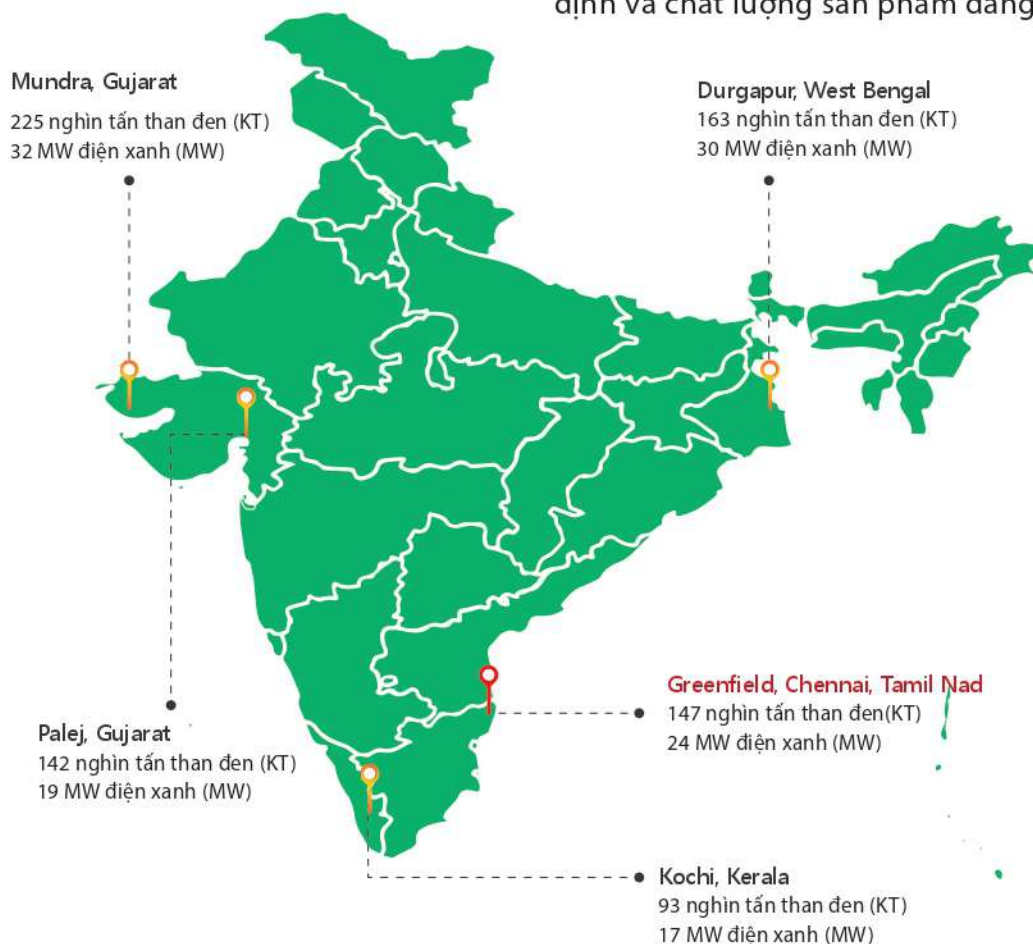 định và chất lượng sản phẩm đáng
Mundra, Gujarat
225 nghìn tấn than đen (KT)
32 MW điện xanh (MW)
Durgapur, West Bengal
163 nghìn tấn than đen (KT)
30 MW điện xanh (MW)
Greenfield, Chennai, Tamil Nad
147 nghìn tấn than đen(KT)
24 MW điện xanh (MW)
Palej, Gujarat
142 nghìn tấn than đen (KT)
19 MW điện xanh (MW)
Kochi, Kerala
93 nghìn tấn than đen (KT)
17 MW điện xanh (MW)